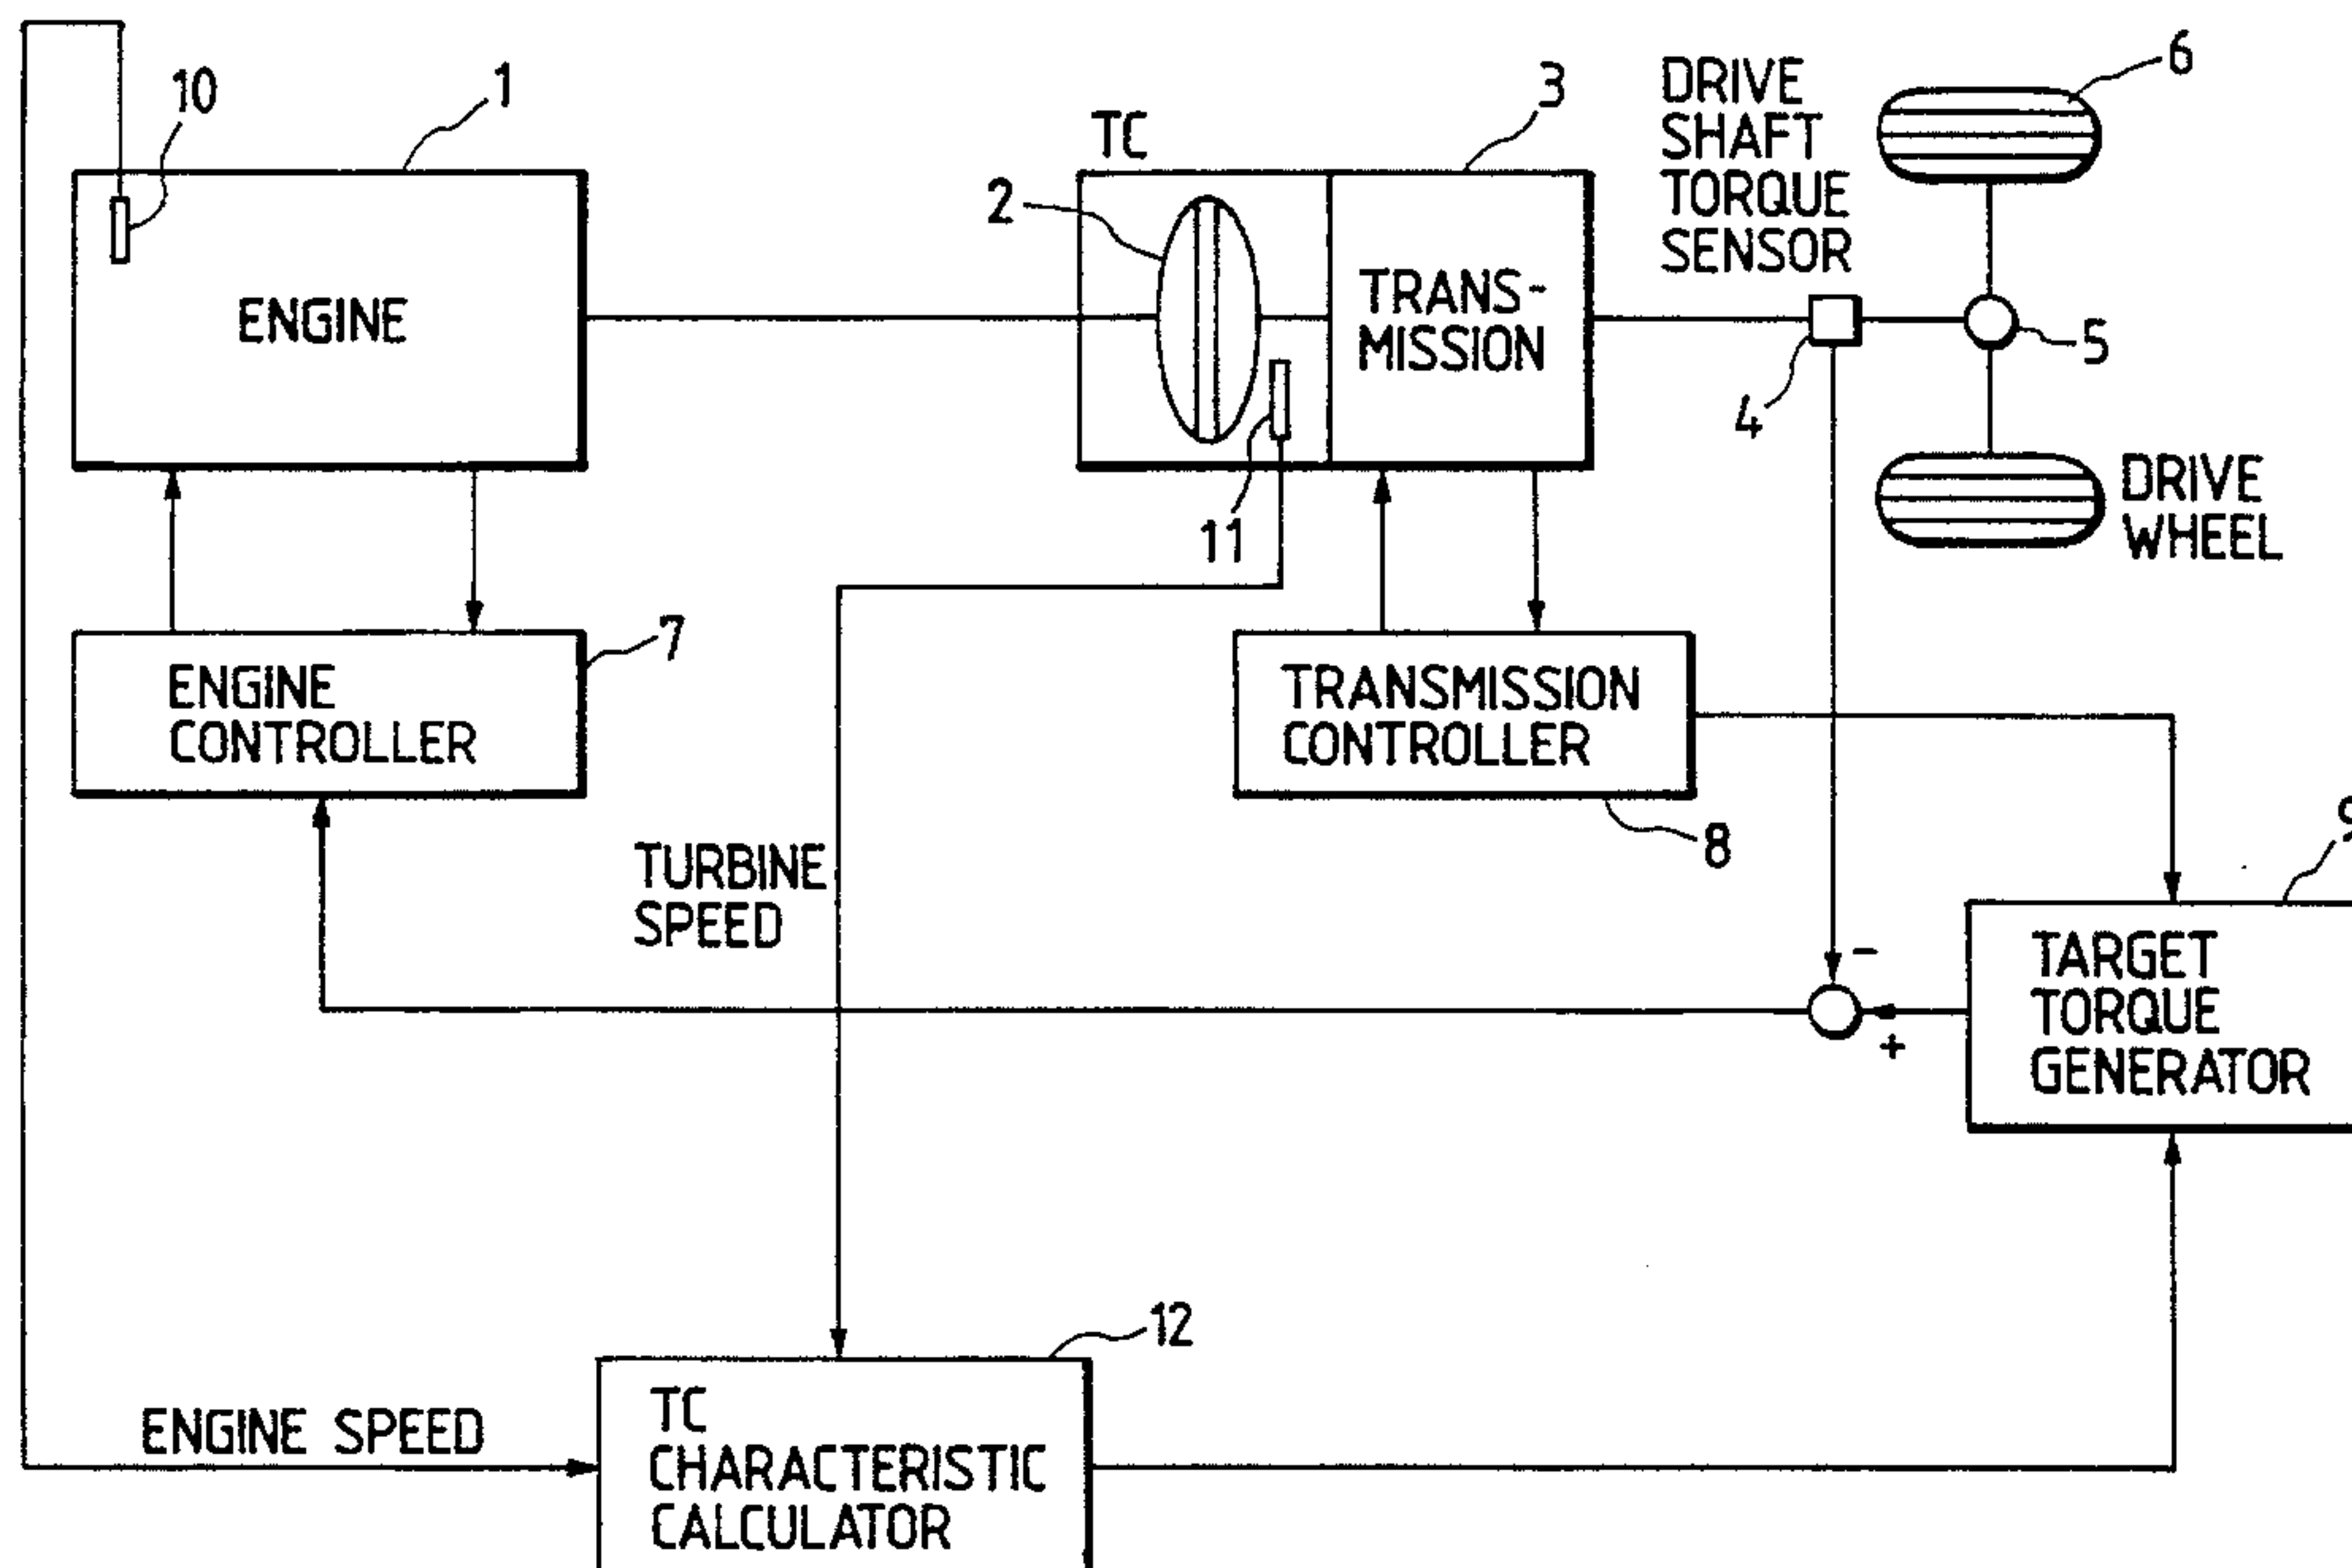 10
1
TC
3
DRIVE
SHAFT
TORQUE
SENSOR
6
2
ENGINE
TRANS-
MISSION
5
4
11
DRIVE
WHEEL
7
ENGINE
CONTROLLER
TRANSMISSION
CONTROLLER
8
9
TURBINE
SPEED
-
+
TARGET
TORQUE
GENERATOR
12
ENGINE SPEED
TC
CHARACTERISTIC
CALCULATOR